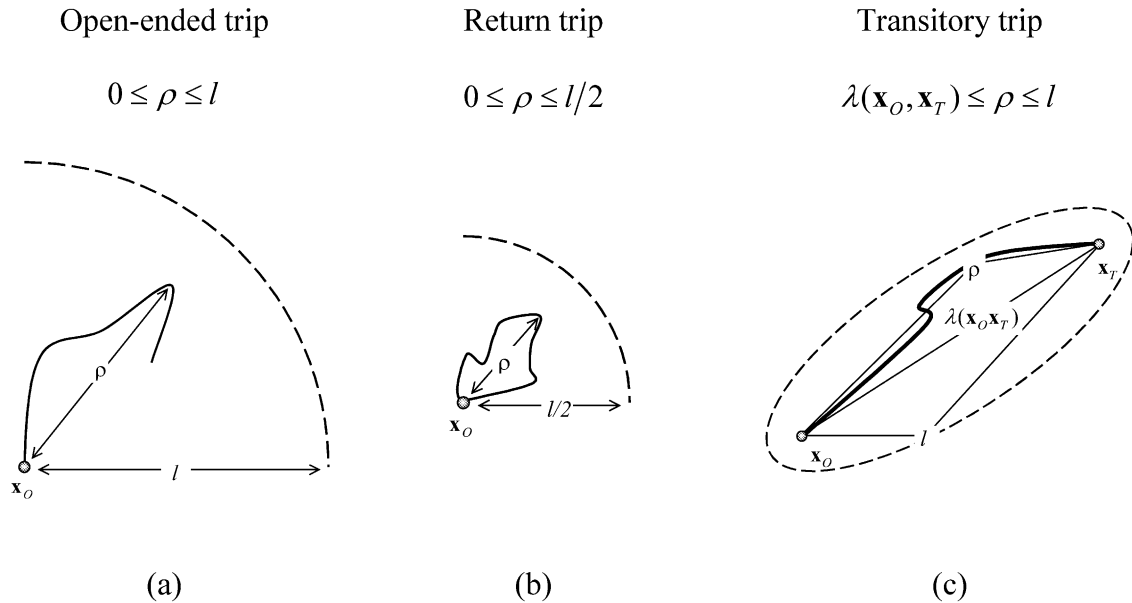 Open-ended trip
0 ≤ ρ ≤ l
ρ
l
x_O
(a)
Return trip
0 ≤ ρ ≤ l/2
ρ
l/2
x_O
(b)
Transitory trip
λ(x_O, x_T) ≤ ρ ≤ l
ρ
x_T
λ(x_O x_T)
l
x_O
(c)